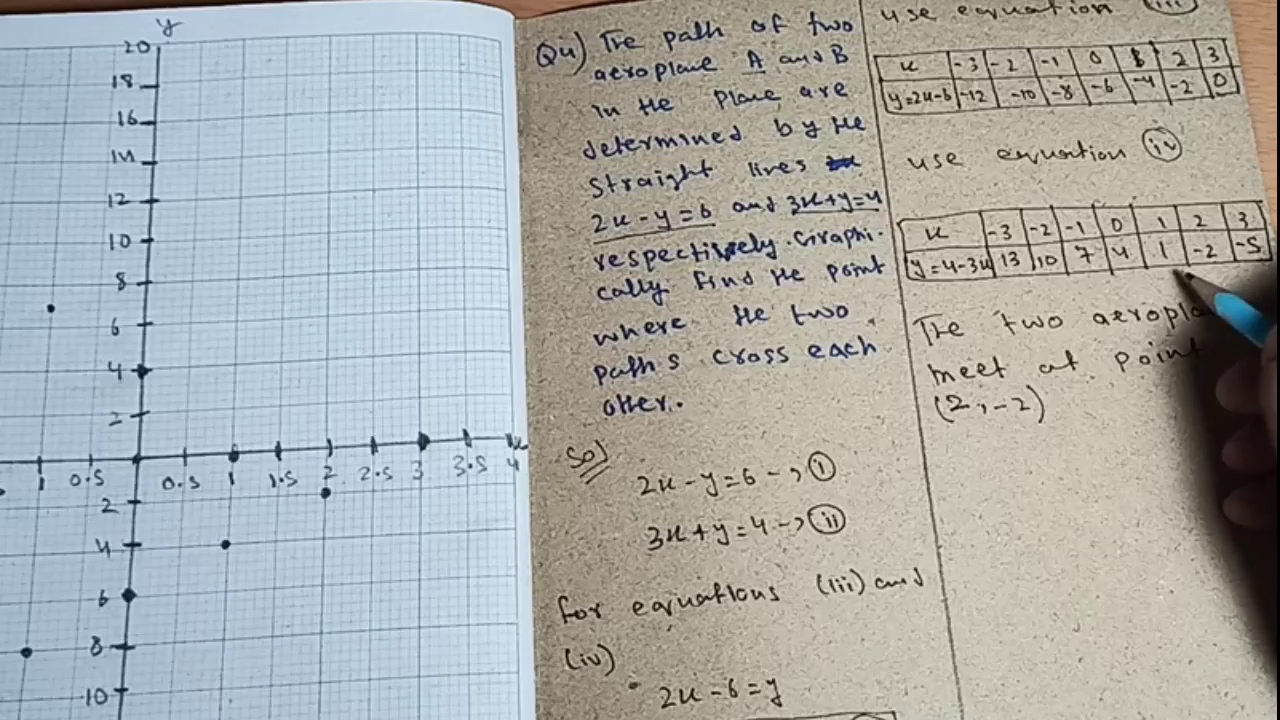 y
20
18
16
14
12
10
8
6
4
2
1 0.5 0.5 1 1.5 2 2.5 3 3.5 4
2
4
6
8
10
Q4) The path of two
aeroplane A and B
in the plane are
determined by the
straight lines
2x - y = 6 and 3x+y=4
respectively. Graphi-
cally find the point
where the two
paths cross each
other.
Sol
2x - y = 6 -> (i)
3x + y = 4 -> (ii)
for equations (iii) and
(iv)
2x - 6 = y
use equation (iii)
x -3 -2 -1 0 1 2 3
y=2x-6 -12 -10 -8 -6 -4 -2 0
use equation (iv)
x -3 -2 -1 0 1 2 3
y=4-3x 13 10 7 4 1 -2 -5
The two aeropla
meet at point
(2, -2)